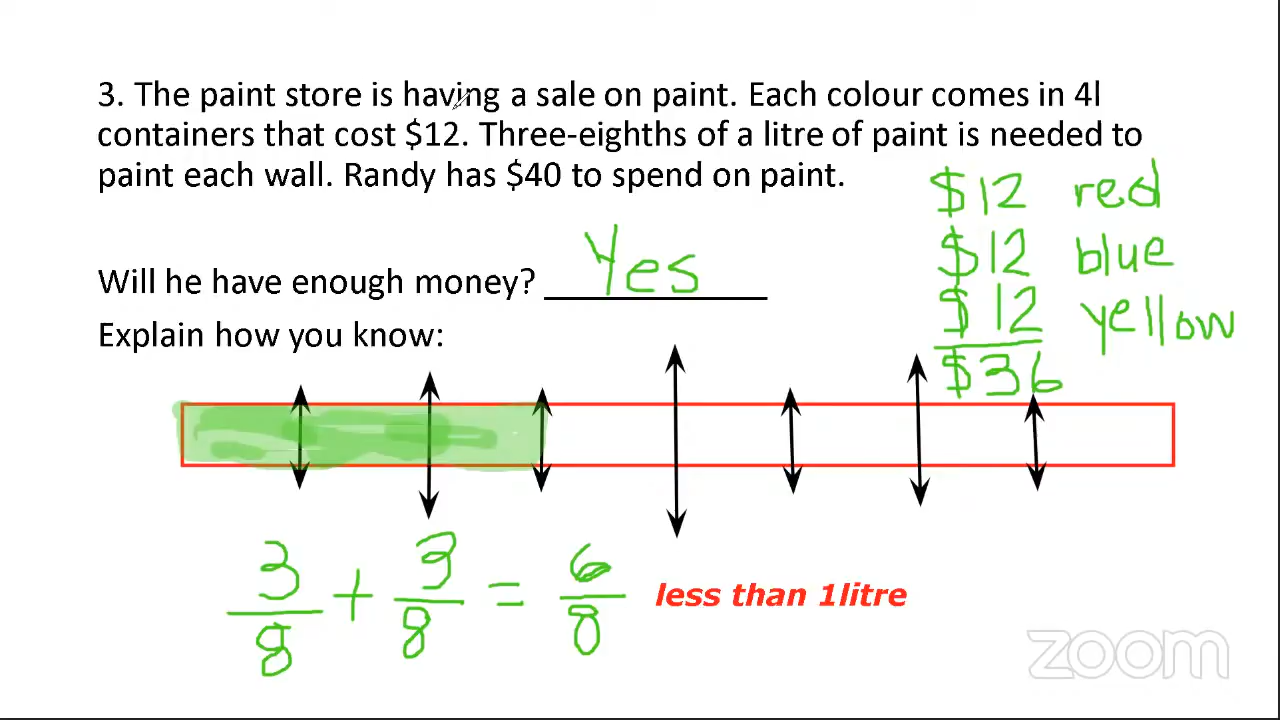 3. The paint store is having a sale on paint. Each colour comes in 4l
containers that cost $12. Three-eighths of a litre of paint is needed to
paint each wall. Randy has $40 to spend on paint.
$12 red
$12 blue
$12 yellow
$36
Will he have enough money? Yes
Explain how you know:
3/8 + 3/8 = 6/8 less than 1litre
zoom